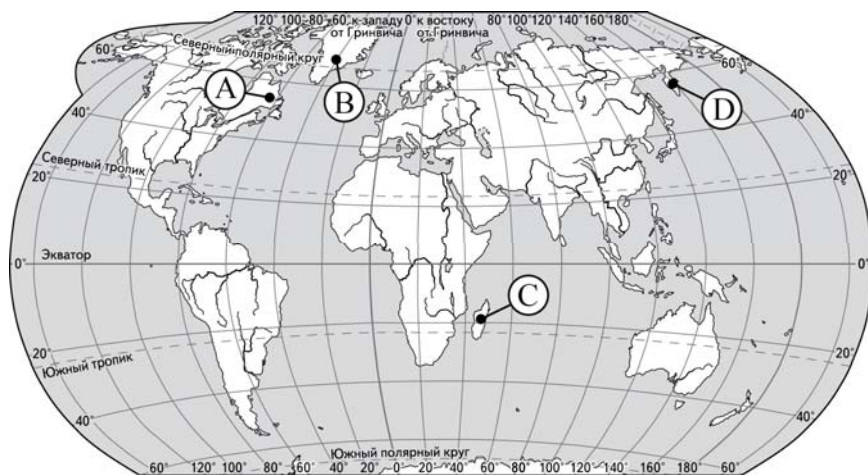 120°100°80°60°к западу 0°к востоку 80°100° 120° 140° 160°180°
от Гринвича от Гринвича
60°
Северный полярный круг
60°
A
B
D
40°
40°
Северный тропик
20°
20°
Экватор
0°
0°
C
20°
20°
Южный тропик
40°
40°
Южный полярный круг
60° 120° 100° 80° 60° 40° 20° 0° 20° 40° 60° 80° 100° 120° 140° 160° 180° 60°